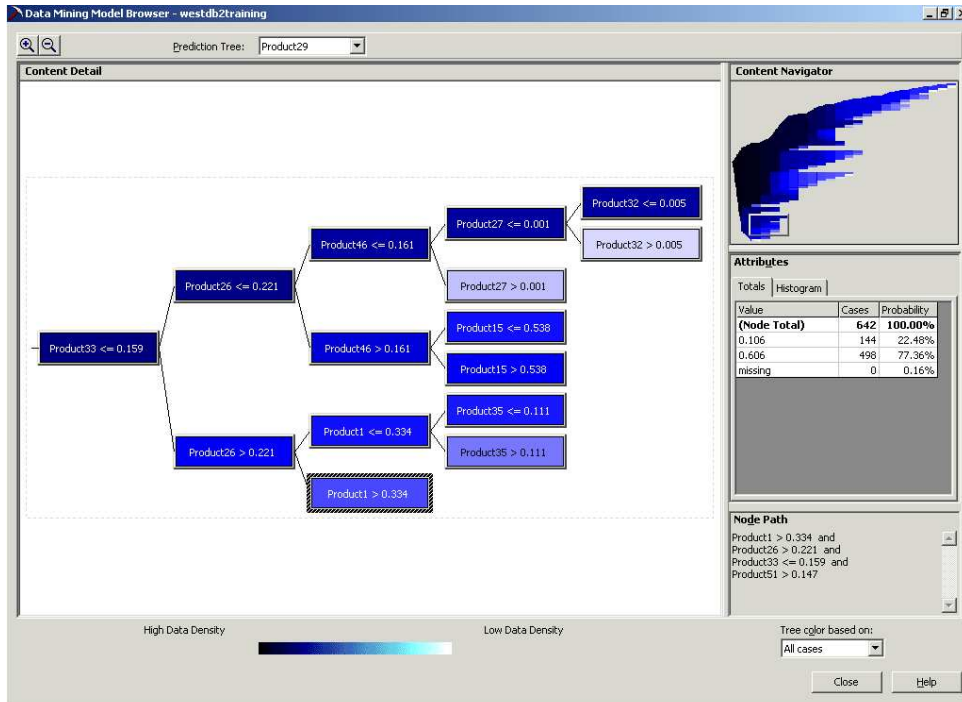 Data Mining Model Browser - westdb2training
Prediction Tree: Product29
Content Detail
Content Navigator
Product33 <= 0.159
Product26 <= 0.221
Product26 > 0.221
Product46 <= 0.161
Product46 > 0.161
Product1 <= 0.334
Product1 > 0.334
Product27 <= 0.001
Product27 > 0.001
Product15 <= 0.538
Product15 > 0.538
Product35 <= 0.111
Product35 > 0.111
Product32 <= 0.005
Product32 > 0.005
Attributes
Totals Histogram
Value Cases Probability
(Node Total) 642 100.00%
0.106 144 22.48%
0.606 498 77.36%
missing 0 0.16%
Node Path
Product1 > 0.334 and
Product26 > 0.221 and
Product33 <= 0.159 and
Product51 > 0.147
High Data Density Low Data Density
Tree color based on:
All cases
Close Help